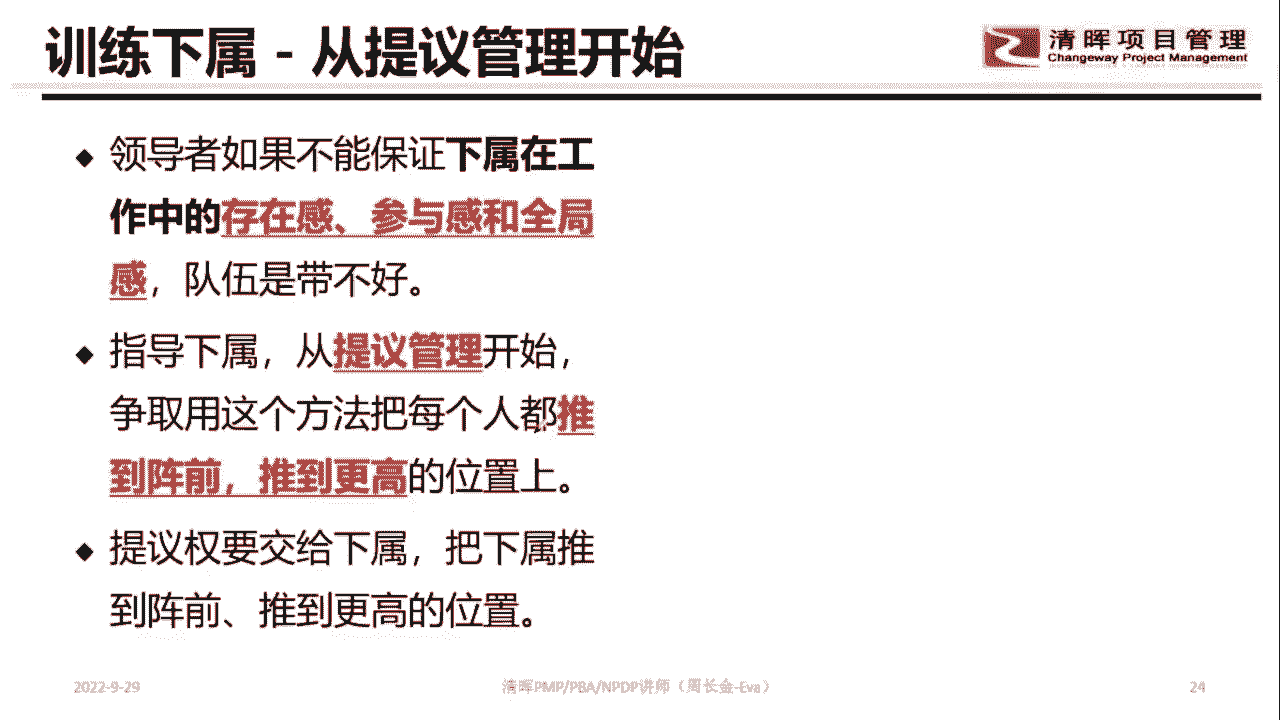 训练下属 - 从提议管理开始
清晖项目管理
Changeway Project Management
◆ 领导者如果不能保证下属在工
作中的存在感、参与感和全局
感，队伍是带不好。
◆ 指导下属，从提议管理开始，
争取用这个方法把每个人都推
到阵前，推到更高的位置上。
◆ 提议权要交给下属，把下属推
到阵前、推到更高的位置。
2022-9-29
清晖PMP/PBA/NPDP讲师（周长金-Eva）
24